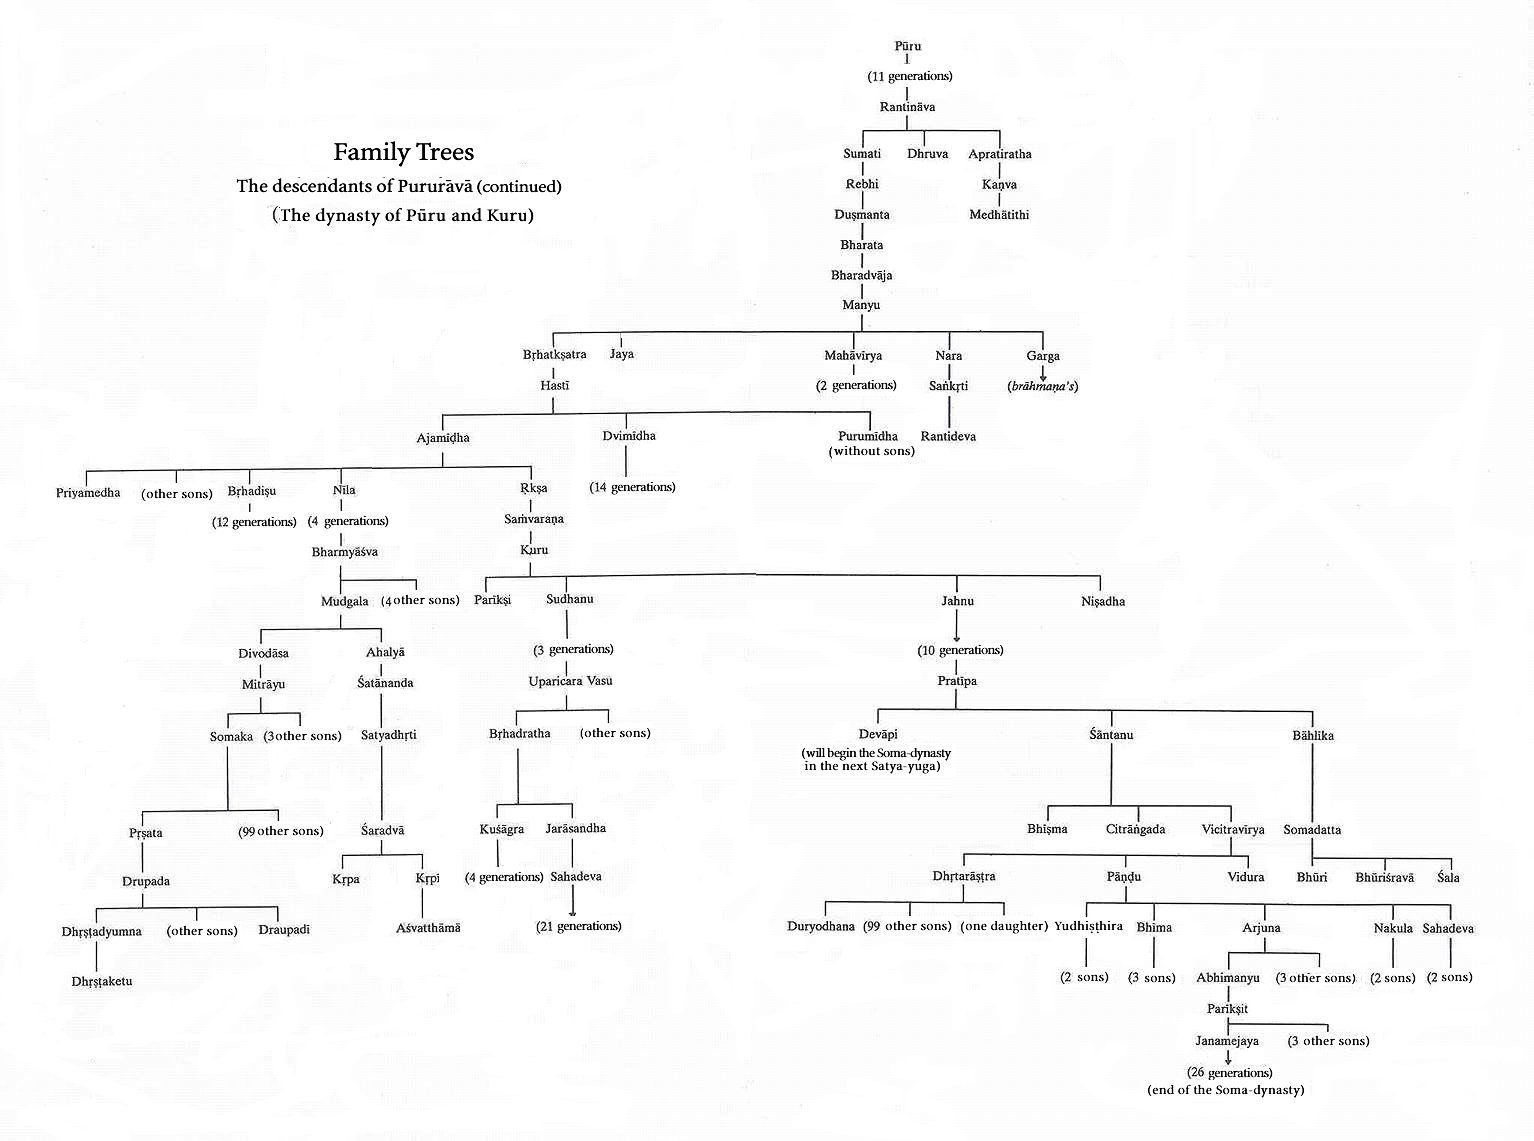 Family Trees
The descendants of Pururāvā (continued)
(The dynasty of Pūru and Kuru)
Pūru
(11 generations)
Rantināva
Sumati Dhruva Apratiratha
Rebhi Kaṇva
Duṣmanta Medhātithi
Bharata
Bharadvāja
Manyu
Bṛhatkṣatra Jaya Mahāvīrya Nara Garga
Hastī (2 generations) Saṅkṛti (brāhmaṇa's)
Ajamīḍha Dvimīdha Purumīdha Rantideva
(without sons)
Priyamedha (other sons) Bṛhadiṣu Nīla Ṛkṣa (14 generations)
(12 generations) (4 generations) Saṁvaraṇa
Bharmyāśva Kuru
Mudgala (4 other sons) Parīkṣi Sudhanu Jahnu Niṣadha
Divodāsa Ahalyā (3 generations) (10 generations)
Mitrāyu Śatānanda Uparicara Vasu Pratīpa
Somaka (3 other sons) Satyadhṛti Bṛhadratha (other sons) Devāpi Śāntanu Bāhlika
(will begin the Soma-dynasty
in the next Satya-yuga)
Pṛṣata (99 other sons) Śaradvā Kuśāgra Jarāsandha Bhīṣma Citrāṅgada Vicitravīrya Somadatta
Drupada Kṛpa Kṛpī (4 generations) Sahadeva Dhṛtarāṣṭra Pāṇḍu Vidura Bhūri Bhūriśravā Śala
Dhṛṣṭadyumna (other sons) Draupadī Aśvatthāmā (21 generations) Duryodhana (99 other sons) (one daughter) Yudhiṣṭhira Bhīma Arjuna Nakula Sahadeva
Dhṛṣṭaketu (2 sons) (3 sons) Abhimanyu (3 other sons) (2 sons) (2 sons)
Parīkṣit
Janamejaya (3 other sons)
(26 generations)
(end of the Soma-dynasty)